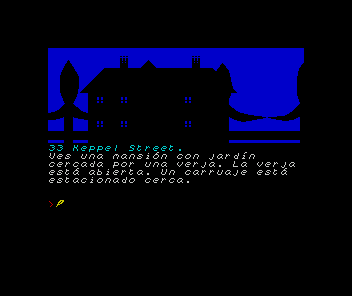 33 Keppel Street.
Ves una mansión con jardín
cercada por una verja. La verja
está abierta. Un carruaje está
estacionado cerca.
>